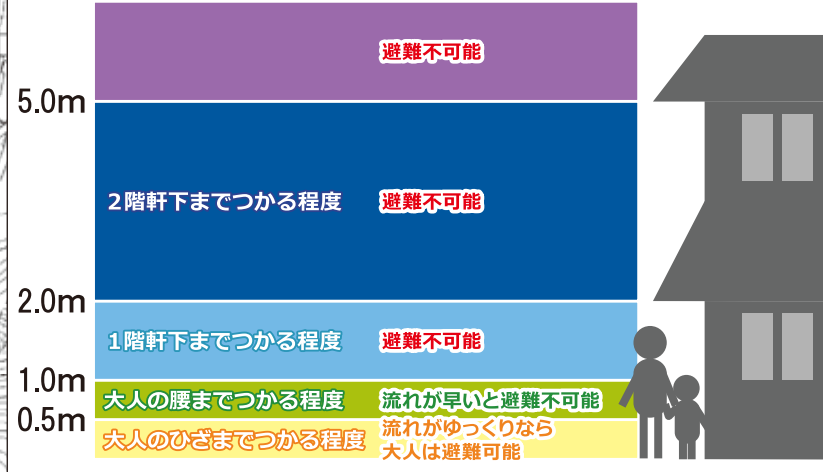 避難不可能
5.0m
2階軒下までつかる程度 避難不可能
2.0m
1階軒下までつかる程度 避難不可能
1.0m
大人の腰までつかる程度 流れが早いと避難不可能
0.5m
大人のひざまでつかる程度 流れがゆっくりなら
大人は避難可能